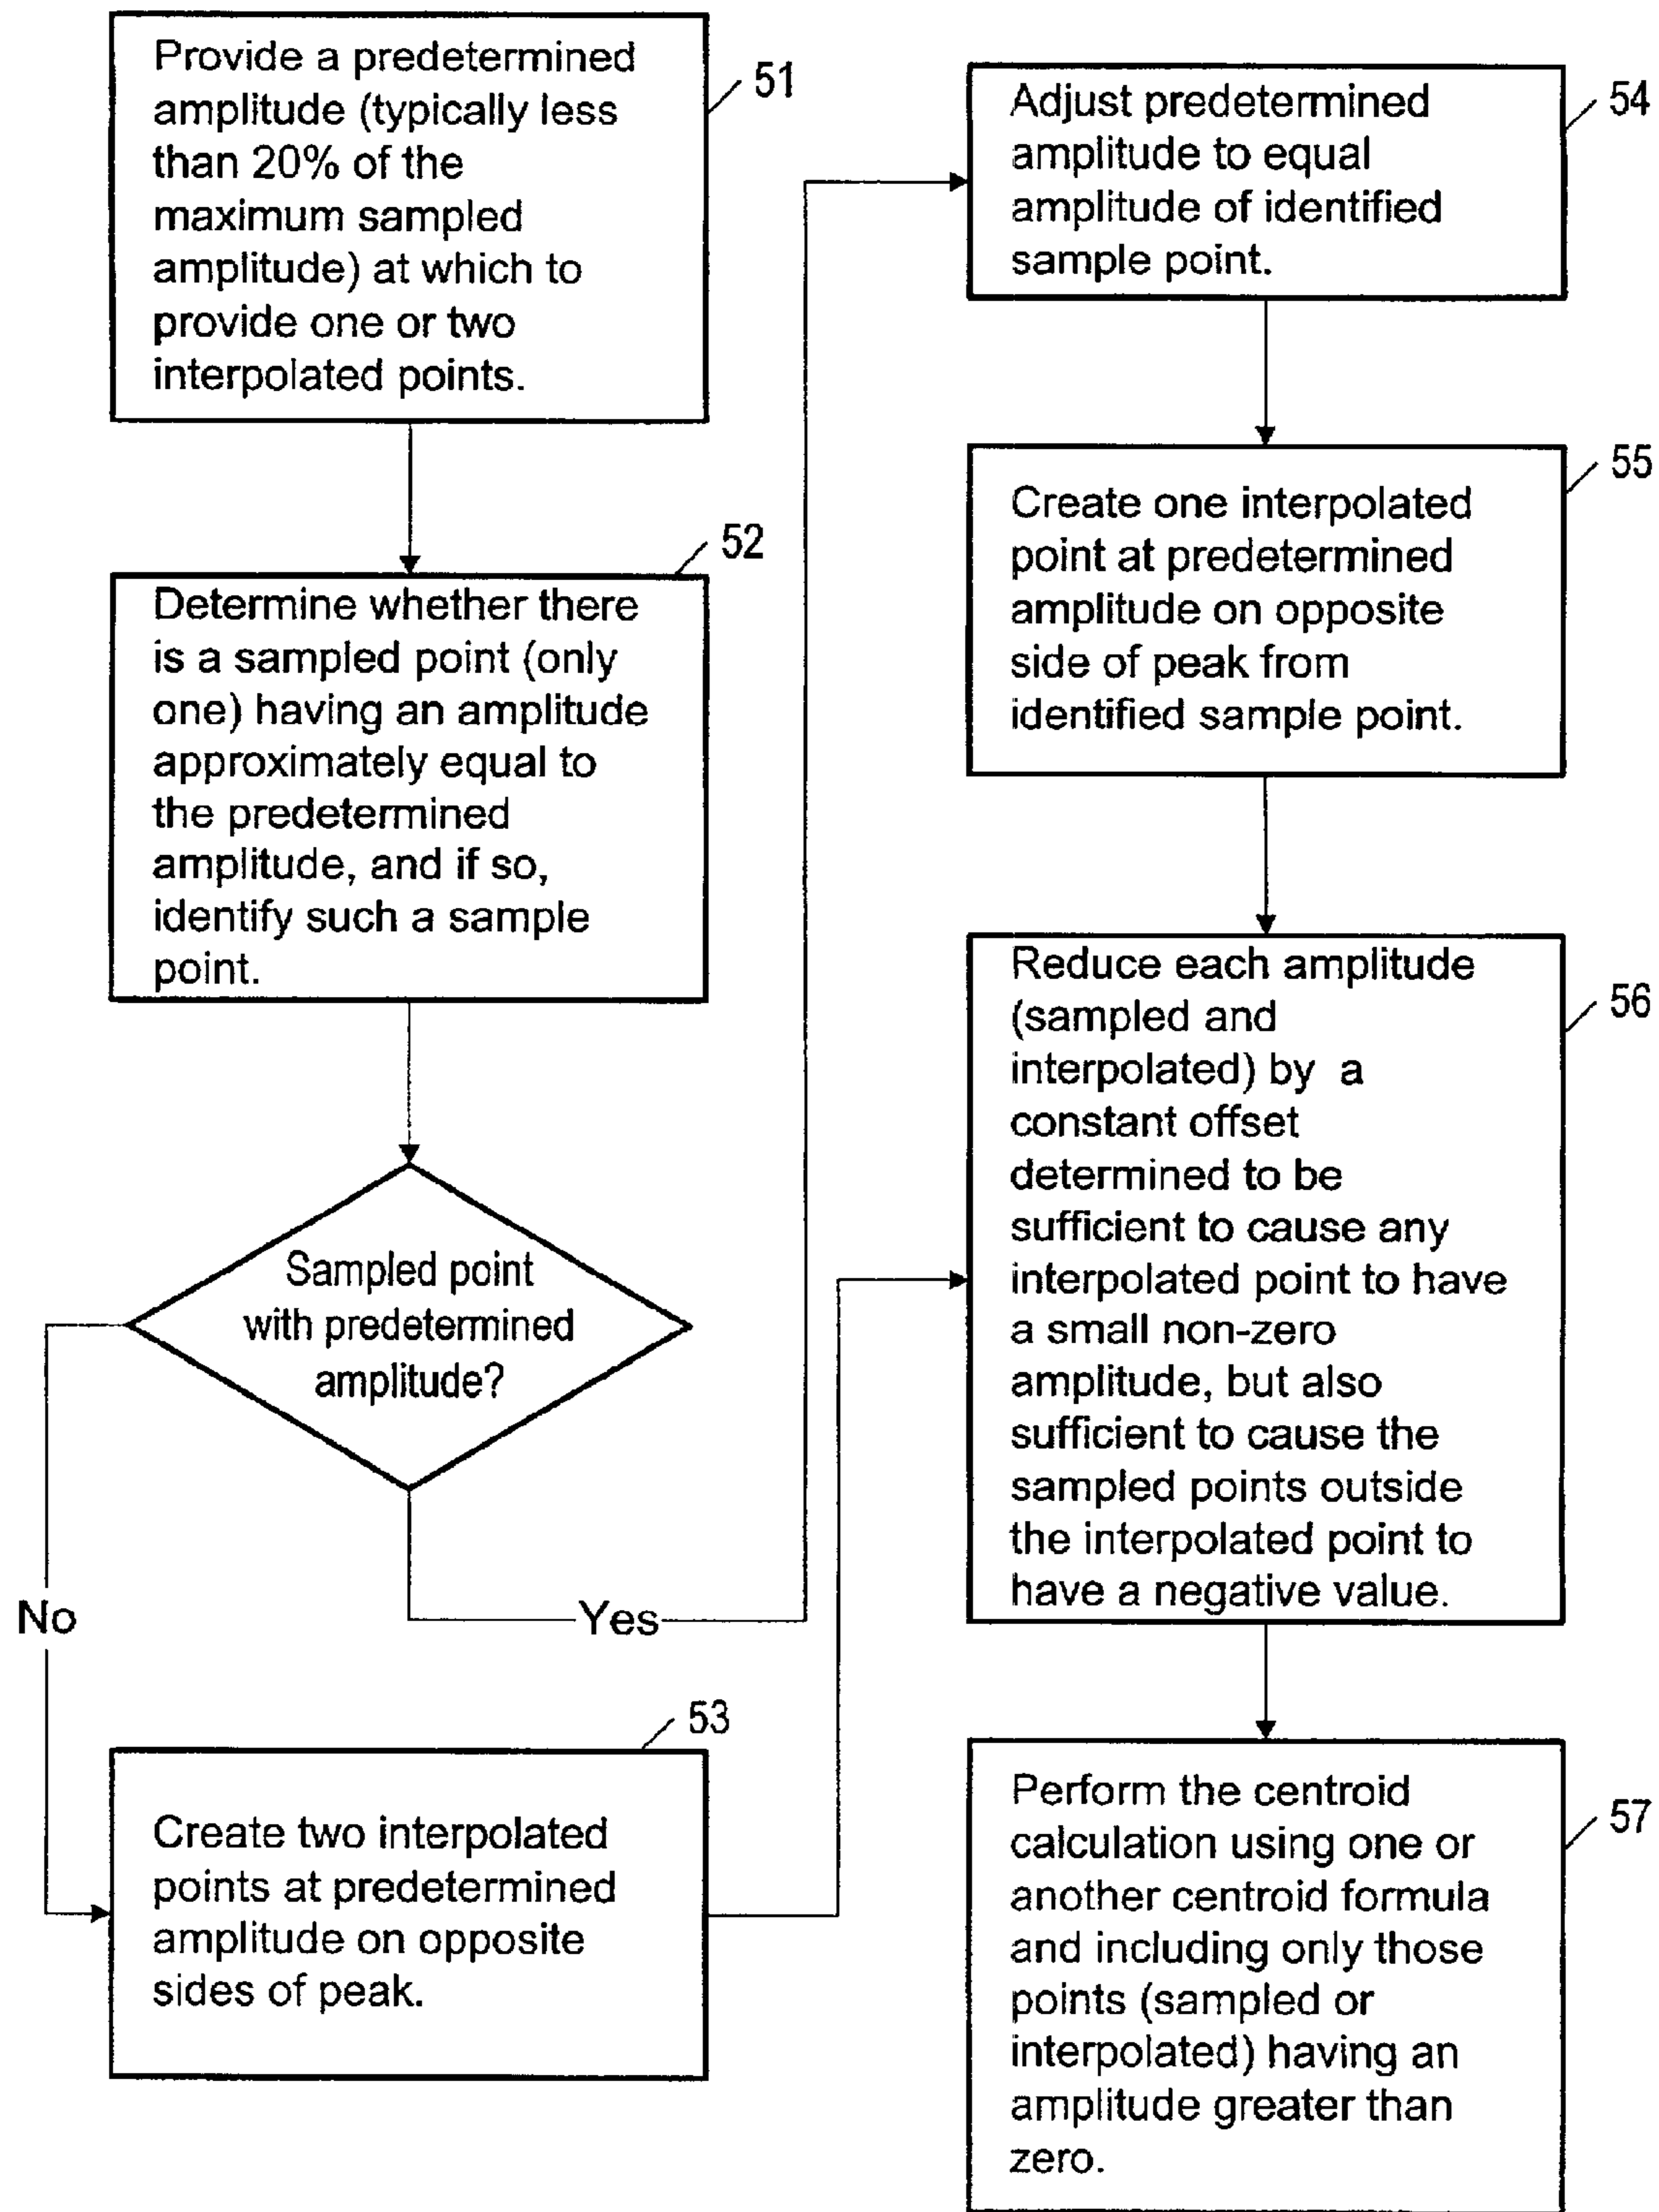 Provide a predetermined
amplitude (typically less
than 20% of the
maximum sampled
amplitude) at which to
provide one or two
interpolated points.
51
Determine whether there
is a sampled point (only
one) having an amplitude
approximately equal to
the predetermined
amplitude, and if so,
identify such a sample
point.
52
Sampled point
with predetermined
amplitude?
No
Yes
53
Create two interpolated
points at predetermined
amplitude on opposite
sides of peak.
Adjust predetermined
amplitude to equal
amplitude of identified
sample point.
54
Create one interpolated
point at predetermined
amplitude on opposite
side of peak from
identified sample point.
55
Reduce each amplitude
(sampled and
interpolated) by a
constant offset
determined to be
sufficient to cause any
interpolated point to have
a small non-zero
amplitude, but also
sufficient to cause the
sampled points outside
the interpolated point to
have a negative value.
56
Perform the centroid
calculation using one or
another centroid formula
and including only those
points (sampled or
interpolated) having an
amplitude greater than
zero.
57